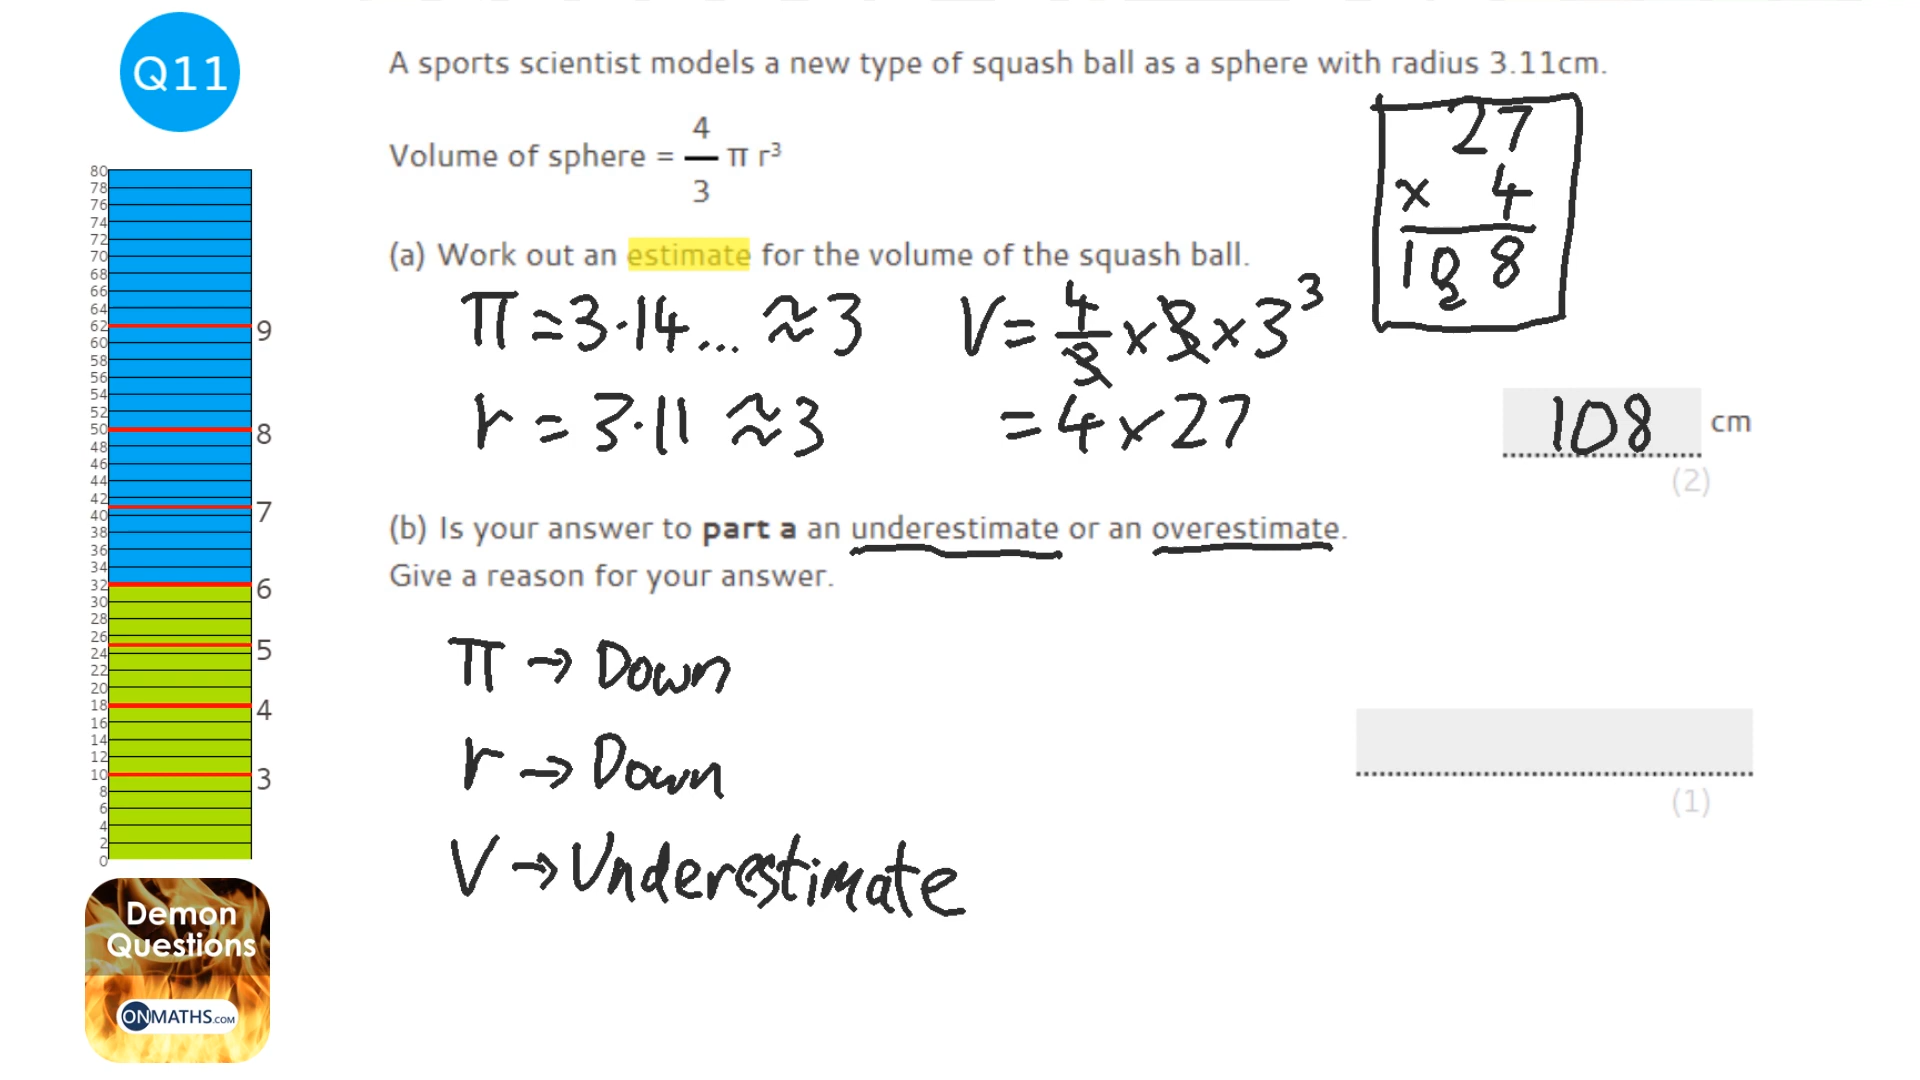 Q11
A sports scientist models a new type of squash ball as a sphere with radius 3.11cm.
Volume of sphere = 4/3 π r³
27
× 4
108
2
(a) Work out an estimate for the volume of the squash ball.
π = 3.14... ≈ 3
V = 4/3 × 3 × 3³
r = 3.11 ≈ 3
= 4 × 27
108 cm
(2)
(b) Is your answer to part a an underestimate or an overestimate.
Give a reason for your answer.
π → Down
r → Down
V → Underestimate
(1)
80
78
76
74
72
70
68
66
64
62 9
60
58
56
54
52
50 8
48
46
44
42
40 7
38
36
34
32 6
30
28
26
24 5
22
20
18 4
16
14
12
10 3
8
6
4
2
0
Demon
Questions
ONMATHS.COM